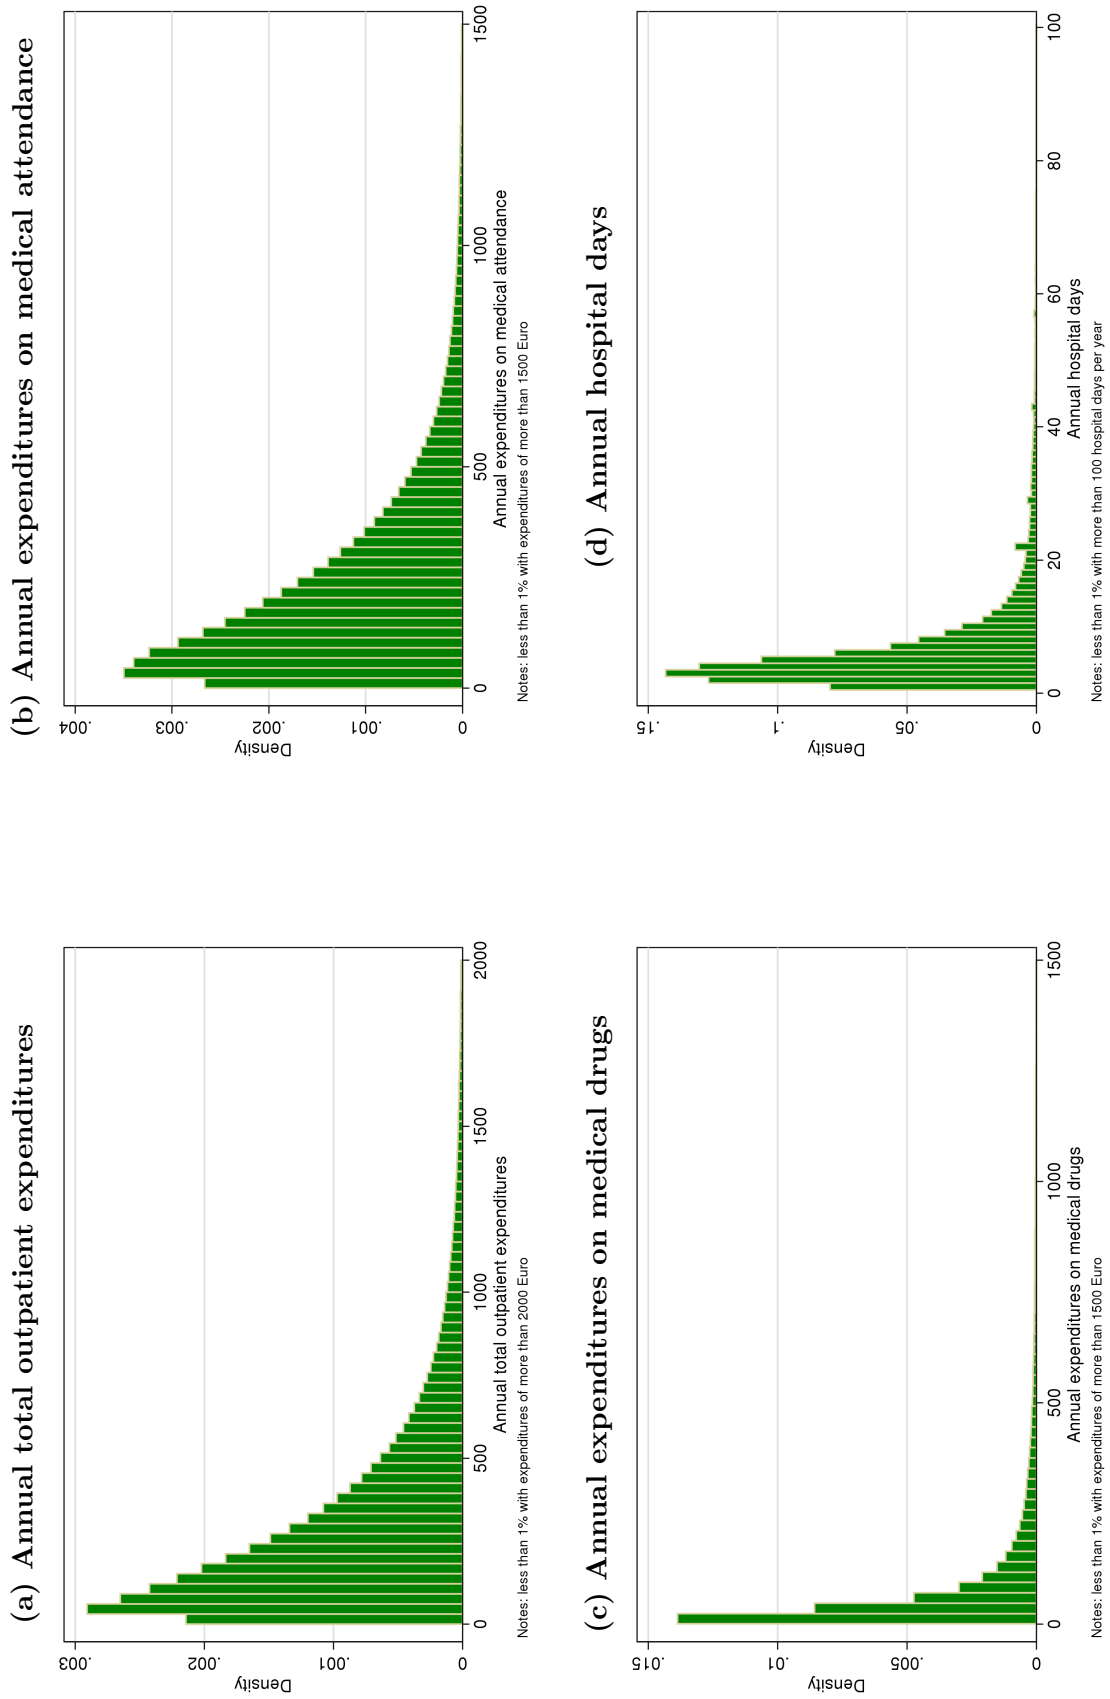 (a) Annual total outpatient expenditures
Density
.003
.002
.001
0
0
500
1000
1500
2000
Annual total outpatient expenditures
Notes: less than 1% with expenditures of more than 2000 Euro
(b) Annual expenditures on medical attendance
Density
.004
.003
.002
.001
0
0
500
1000
1500
Annual expenditures on medical attendance
Notes: less than 1% with expenditures of more than 1500 Euro
(c) Annual expenditures on medical drugs
Density
.015
.01
.005
0
0
500
1000
1500
Annual expenditures on medical drugs
Notes: less than 1% with expenditures of more than 1500 Euro
(d) Annual hospital days
Density
.15
.1
.05
0
0
20
40
60
80
100
Annual hospital days
Notes: less than 1% with more than 100 hospital days per year